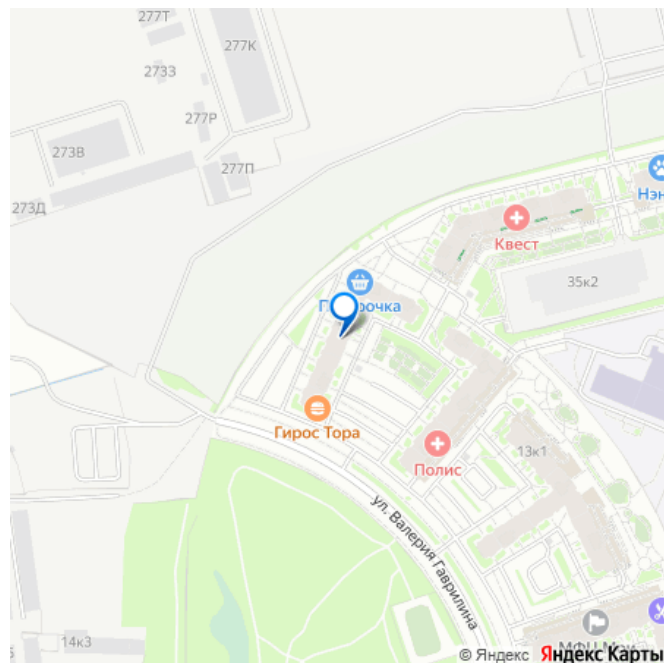 277Т
277К
273З
277Р
273В
277П
273Д
Нэн
Квест
35к2
Гирос Тора
Полис
13к1
ул. Валерия Гаврилина
14к3
© Яндекс Яндекс Карты